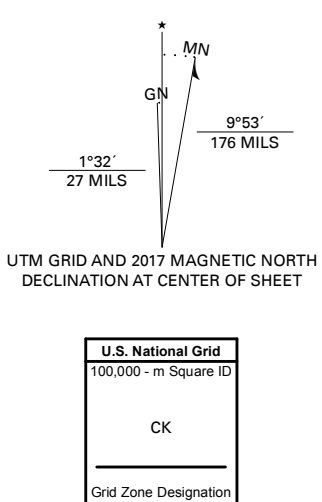 ★
MN
GN
9°53´
176 MILS
1°32´
27 MILS
UTM GRID AND 2017 MAGNETIC NORTH
DECLINATION AT CENTER OF SHEET
U.S. National Grid
100,000 - m Square ID
CK
Grid Zone Designation